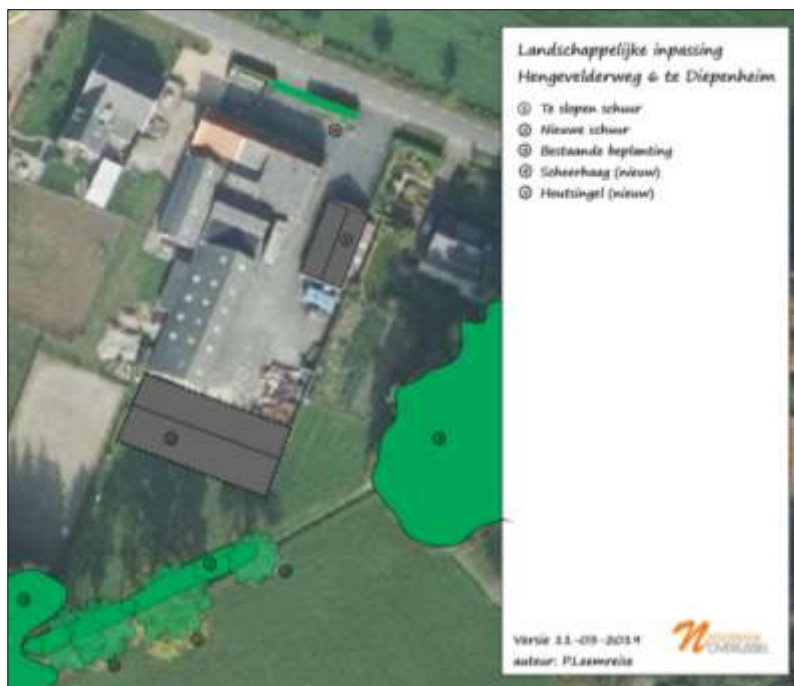 Landschappelijke inpassing
Hengevelderweg 6 te Diepenheim
① Te slopen schuur
② Nieuwe schuur
③ Bestaande beplanting
④ Scheerhaag (nieuw)
⑤ Houtsingel (nieuw)
Versie 11-03-2019
auteur: P.Leemreise